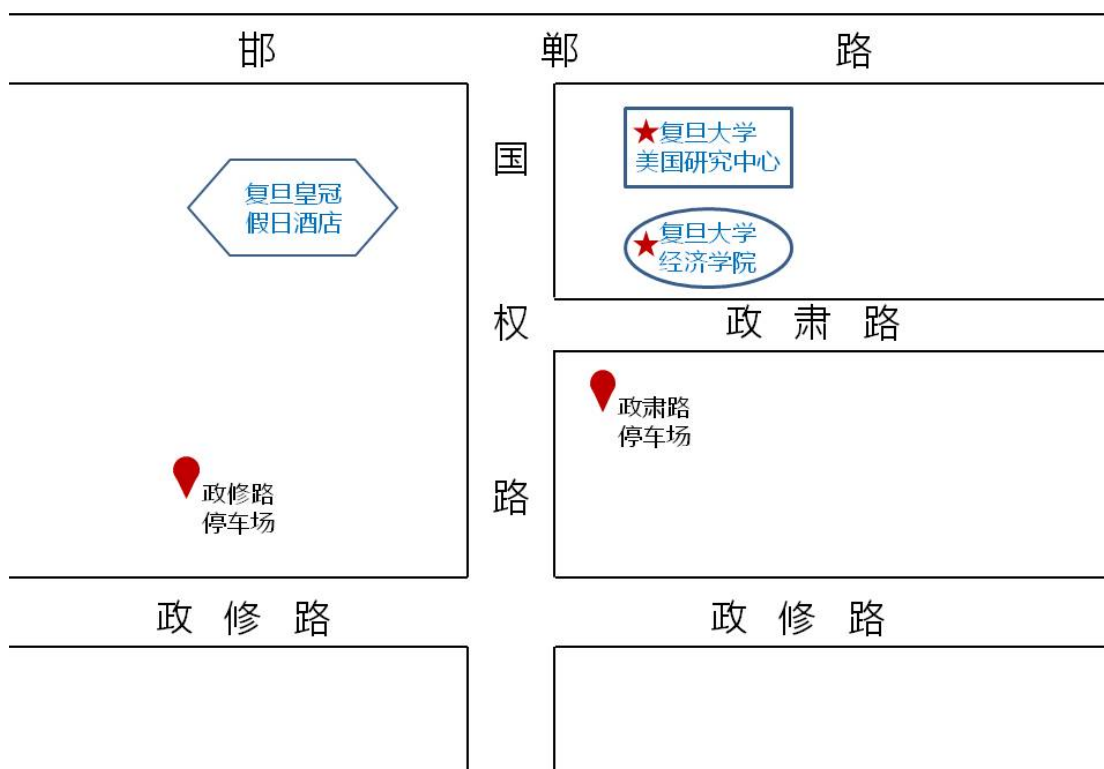 邯郸路
国权路
★复旦大学
美国研究中心
复旦皇冠
假日酒店
★复旦大学
经济学院
政肃路
政肃路
停车场
政修路
停车场
政修路
政修路